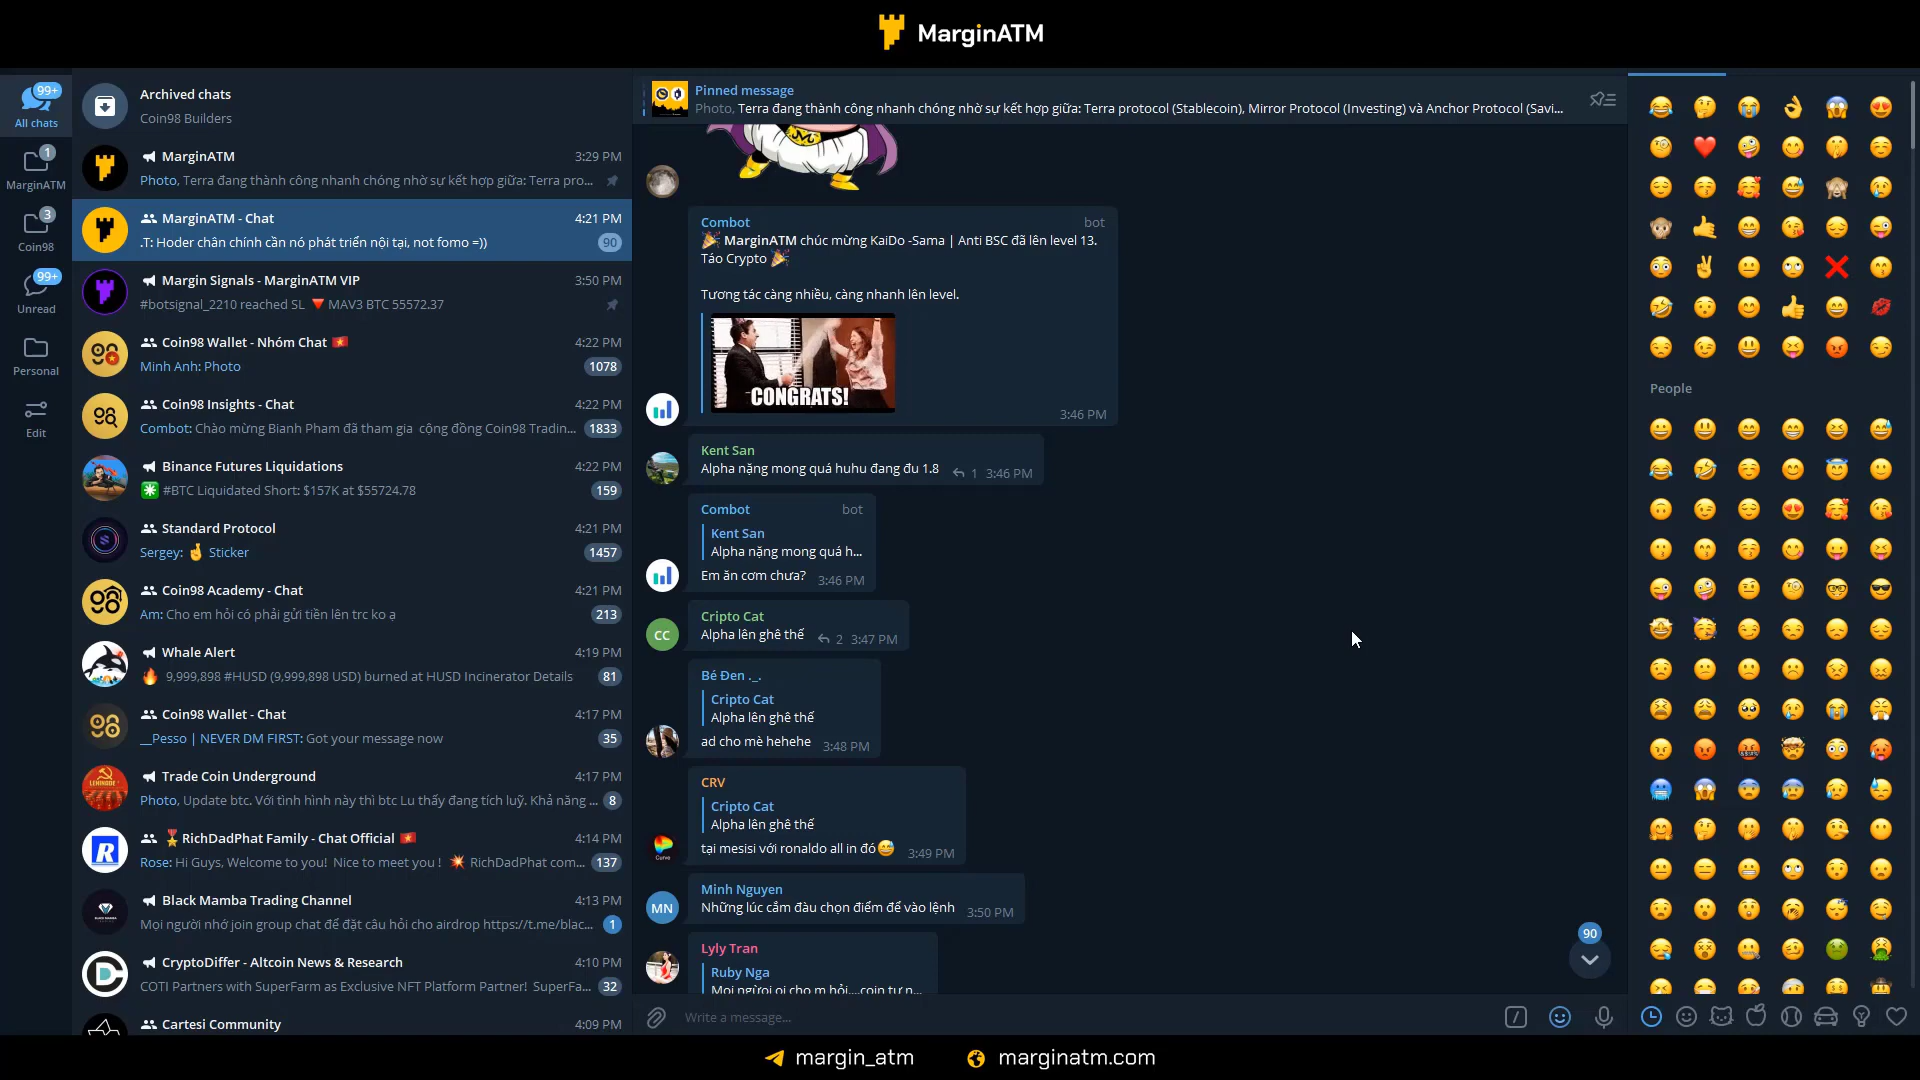 MarginATM
99+
All chats
1
MarginATM
3
Coin98
99+
Unread
Personal
Edit
Archived chats
Coin98 Builders
MarginATM 3:29 PM
Photo, Terra đang thành công nhanh chóng nhờ sự kết hợp giữa: Terra pro...
MarginATM - Chat 4:21 PM
.T: Hoder chân chính cần nó phát triển nội tại, not fomo =)) 90
Margin Signals - MarginATM VIP 3:50 PM
#botsignal_2210 reached SL 🔻 MAV3 BTC 55572.37
Coin98 Wallet - Nhóm Chat 🇻🇳 4:22 PM
Minh Anh: Photo 1078
Coin98 Insights - Chat 4:22 PM
Combot: Chào mừng Bianh Pham đã tham gia cộng đồng Coin98 Tradin... 1833
Binance Futures Liquidations 4:22 PM
✳️ #BTC Liquidated Short: $157K at $55724.78 159
Standard Protocol 4:21 PM
Sergey: 🤞 Sticker 1457
Coin98 Academy - Chat 4:21 PM
Am: Cho em hỏi có phải gửi tiền lên trc ko ạ 213
Whale Alert 4:19 PM
🔥 9,999,898 #HUSD (9,999,898 USD) burned at HUSD Incinerator Details 81
Coin98 Wallet - Chat 4:17 PM
__Pesso | NEVER DM FIRST: Got your message now 35
Trade Coin Underground 4:17 PM
Photo, Update btc. Với tình hình này thì btc Lu thấy đang tích luỹ. Khả năng ... 8
🎖RichDadPhat Family - Chat Official 🇻🇳 4:14 PM
Rose: Hi Guys, Welcome to you! Nice to meet you ! 💥 RichDadPhat com... 137
Black Mamba Trading Channel 4:13 PM
Mọi người nhớ join group chat để đặt câu hỏi cho airdrop https://t.me/blac... 1
CryptoDiffer - Altcoin News & Research 4:10 PM
COTI Partners with SuperFarm as Exclusive NFT Platform Partner! SuperFa... 32
Cartesi Community 4:09 PM
Pinned message
Photo, Terra đang thành công nhanh chóng nhờ sự kết hợp giữa: Terra protocol (Stablecoin), Mirror Protocol (Investing) và Anchor Protocol (Savi...
Combot bot
🎉 MarginATM chúc mừng KaiDo -Sama | Anti BSC đã lên level 13.
Táo Crypto 🎉
Tương tác càng nhiều, càng nhanh lên level.
CONGRATS!
3:46 PM
Kent San
Alpha nặng mong quá huhu đang đu 1.8 1 3:46 PM
Combot bot
Kent San
Alpha nặng mong quá h...
Em ăn cơm chưa? 3:46 PM
CC
Cripto Cat
Alpha lên ghê thế 2 3:47 PM
Bé Đen ._.
Cripto Cat
Alpha lên ghê thế
ad cho mè hehehe 3:48 PM
CRV
Cripto Cat
Alpha lên ghê thế
tại mesisi với ronaldo all in đó😅 3:49 PM
Curve
MN
Minh Nguyen
Những lúc cắm đàu chọn điểm để vào lệnh 3:50 PM
Lyly Tran
Ruby Nga
Mọi ngừoi ơi cho m hỏi....coin tự n...
90
Write a message...
People
margin_atm marginatm.com